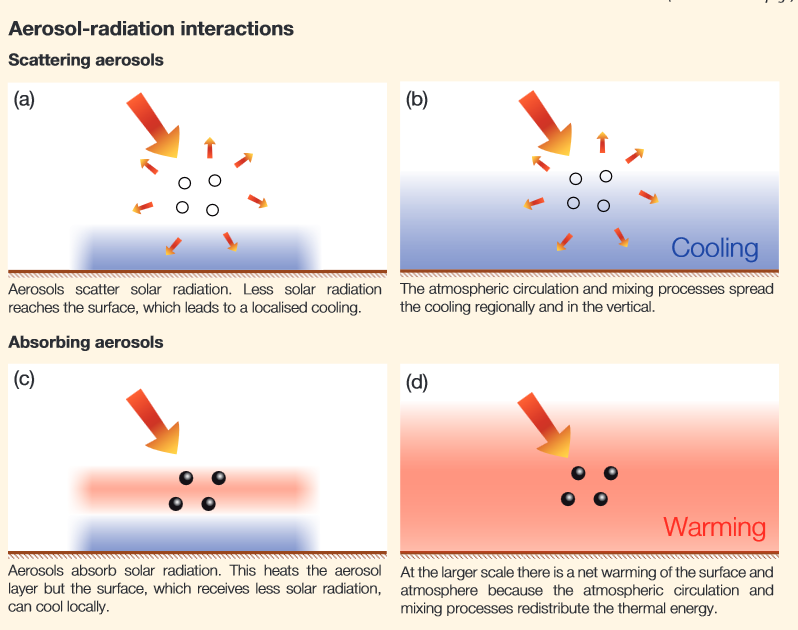 Aerosol-radiation interactions
Scattering aerosols
(a)
(b)
Cooling
Aerosols scatter solar radiation. Less solar radiation
reaches the surface, which leads to a localised cooling.
The atmospheric circulation and mixing processes spread
the cooling regionally and in the vertical.
Absorbing aerosols
(c)
(d)
Warming
Aerosols absorb solar radiation. This heats the aerosol
layer but the surface, which receives less solar radiation,
can cool locally.
At the larger scale there is a net warming of the surface and
atmosphere because the atmospheric circulation and
mixing processes redistribute the thermal energy.